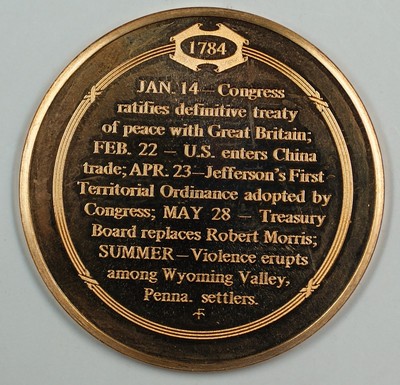 1784
JAN. 14—Congress
ratifies definitive treaty
of peace with Great Britain;
FEB. 22 — U.S. enters China
trade; APR. 23—Jefferson's First
Territorial Ordinance adopted by
Congress; MAY 28 — Treasury
Board replaces Robert Morris;
SUMMER—Violence erupts
among Wyoming Valley,
Penna. settlers.